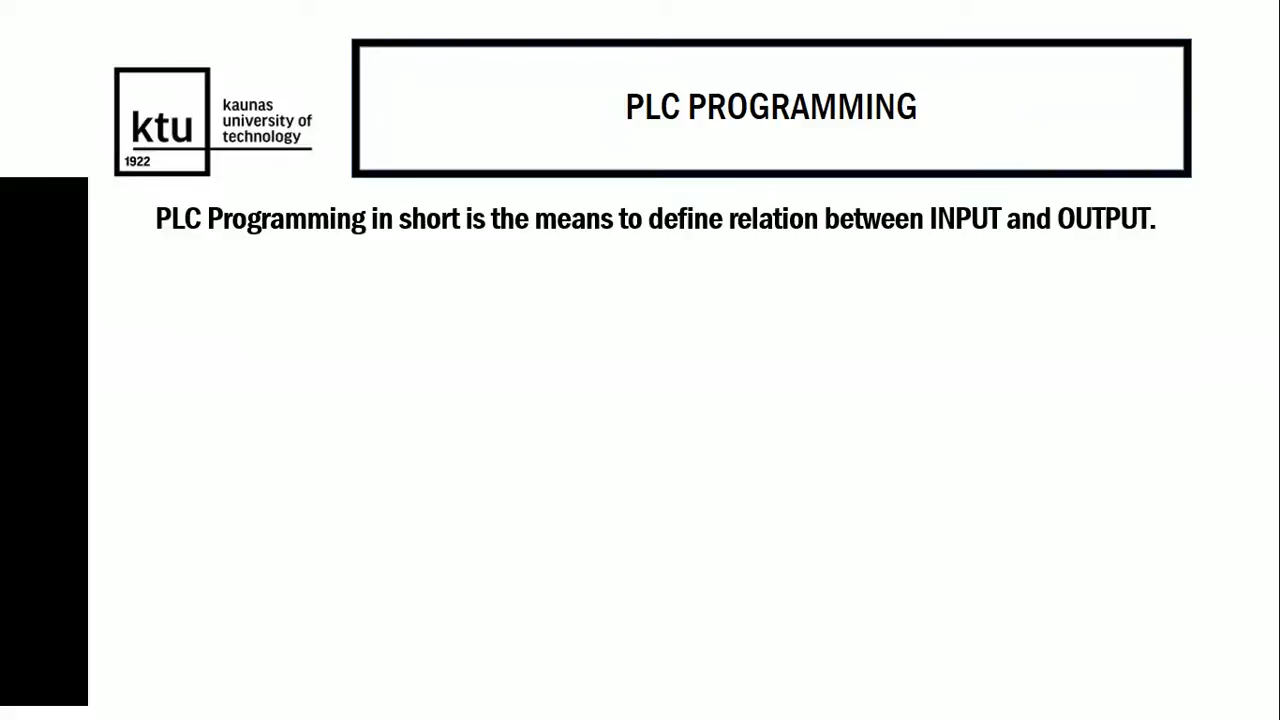 ktu
1922
kaunas
university of
technology
PLC PROGRAMMING
PLC Programming in short is the means to define relation between INPUT and OUTPUT.